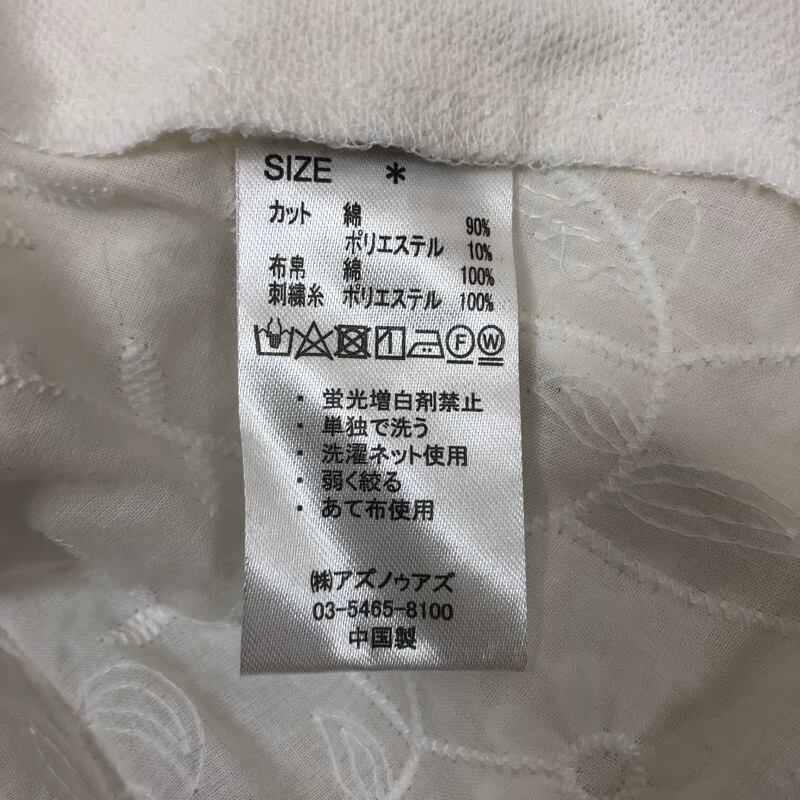 SIZE *
カット 綿 90%
ポリエステル 10%
布帛 綿 100%
刺繍糸 ポリエステル 100%
F W
・ 蛍光増白剤禁止
・ 単独で洗う
・ 洗濯ネット使用
・ 弱く絞る
・ あて布使用
㈱アズノゥアズ
03-5465-8100
中国製